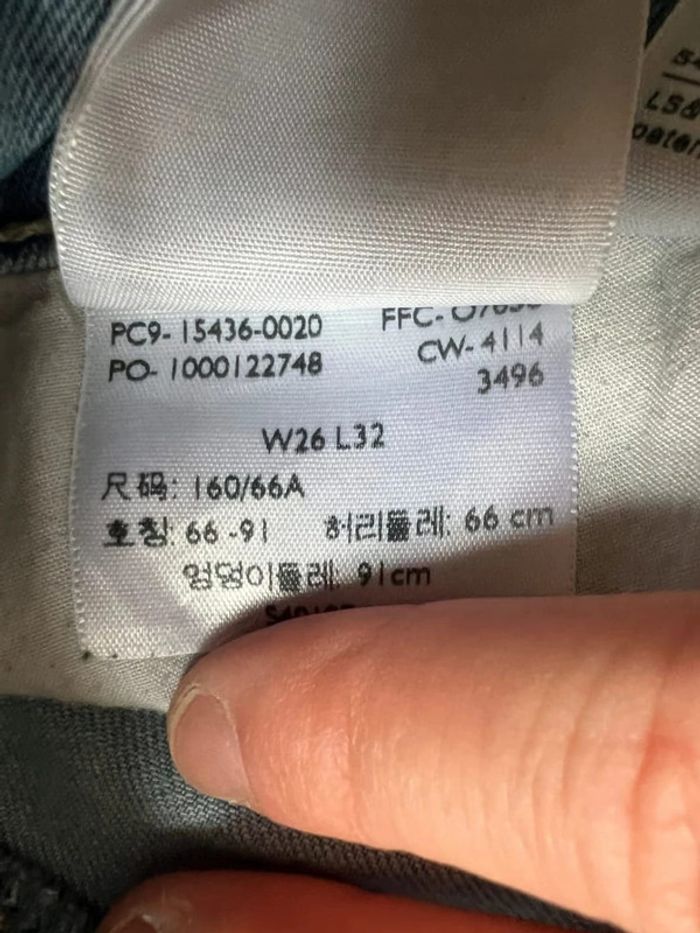 PC9-15436-0020
FFC-
PO-1000122748
CW-4114
3496
W26 L32
尺码: 160/66A
호칭: 66-91 허리둘레: 66 cm
엉덩이둘레: 91cm